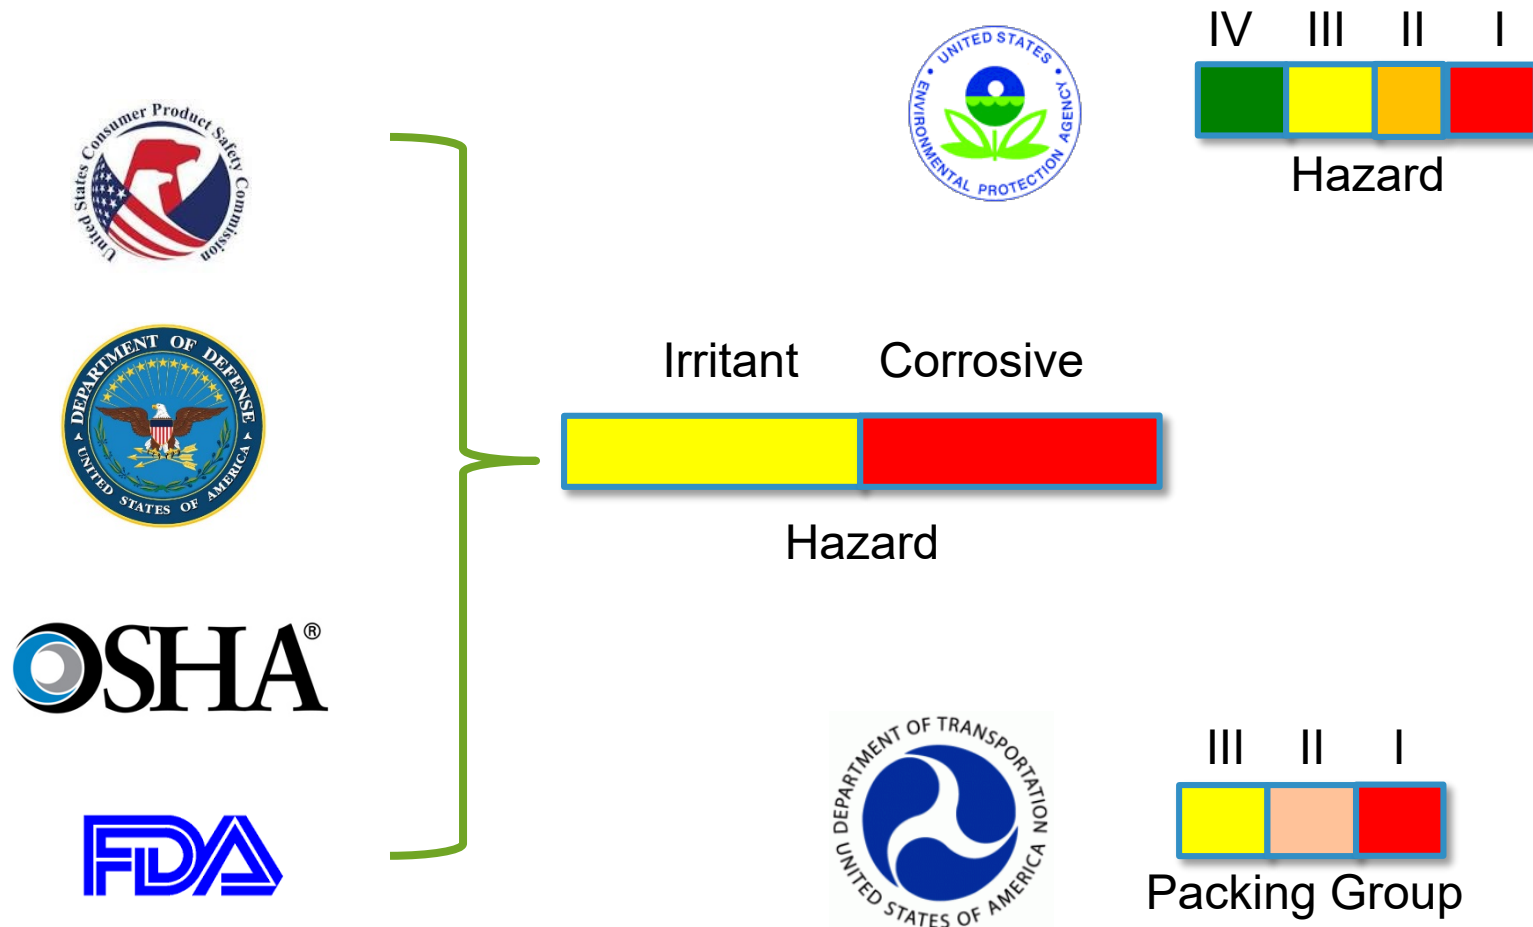 United States Consumer Product Safety Commission
DEPARTMENT OF DEFENSE
UNITED STATES OF AMERICA
OSHA®
FDA
UNITED STATES
ENVIRONMENTAL PROTECTION AGENCY
IV III II I
Hazard
Irritant Corrosive
Hazard
DEPARTMENT OF TRANSPORTATION
UNITED STATES OF AMERICA
III II I
Packing Group